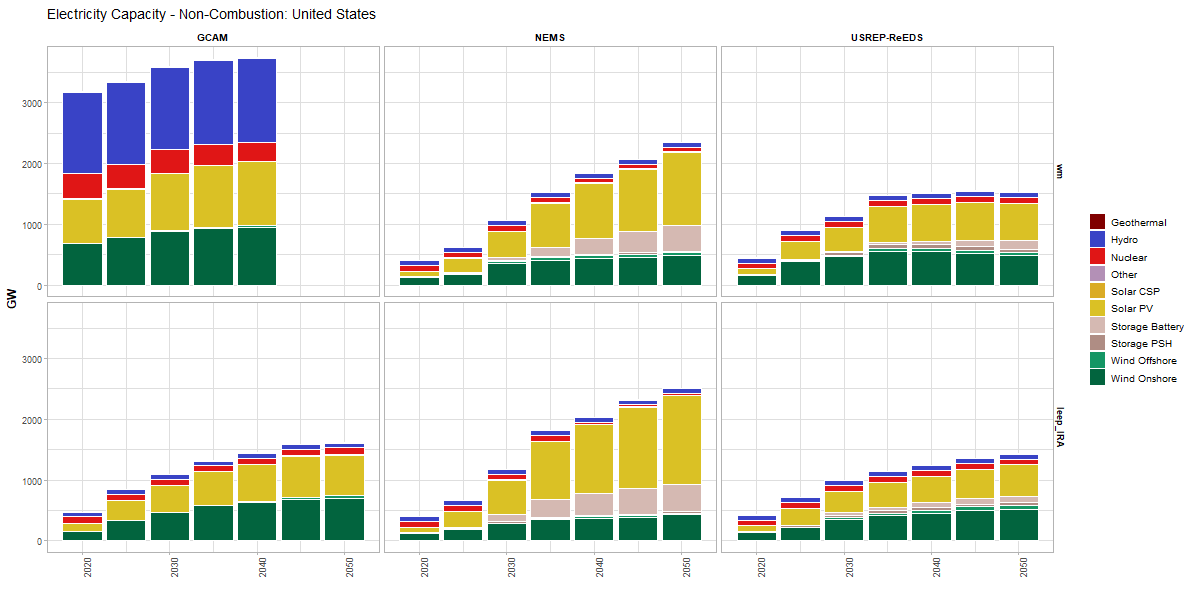 Electricity Capacity - Non-Combustion: United States
GCAM
NEMS
USREP-ReEDS
3000
2000
1000
0
wm
GW
3000
2000
1000
0
leep_IRA
2020
2030
2040
2050
2020
2030
2040
2050
2020
2030
2040
2050
Geothermal
Hydro
Nuclear
Other
Solar CSP
Solar PV
Storage Battery
Storage PSH
Wind Offshore
Wind Onshore